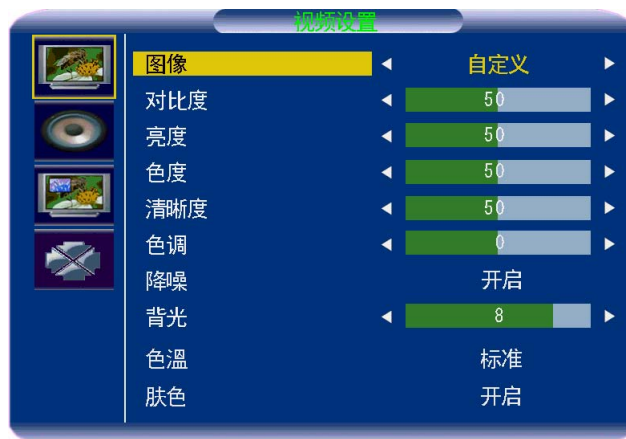 视频设置
图像 自定义
对比度 50
亮度 50
色度 50
清晰度 50
色调 0
降噪 开启
背光 8
色温 标准
肤色 开启